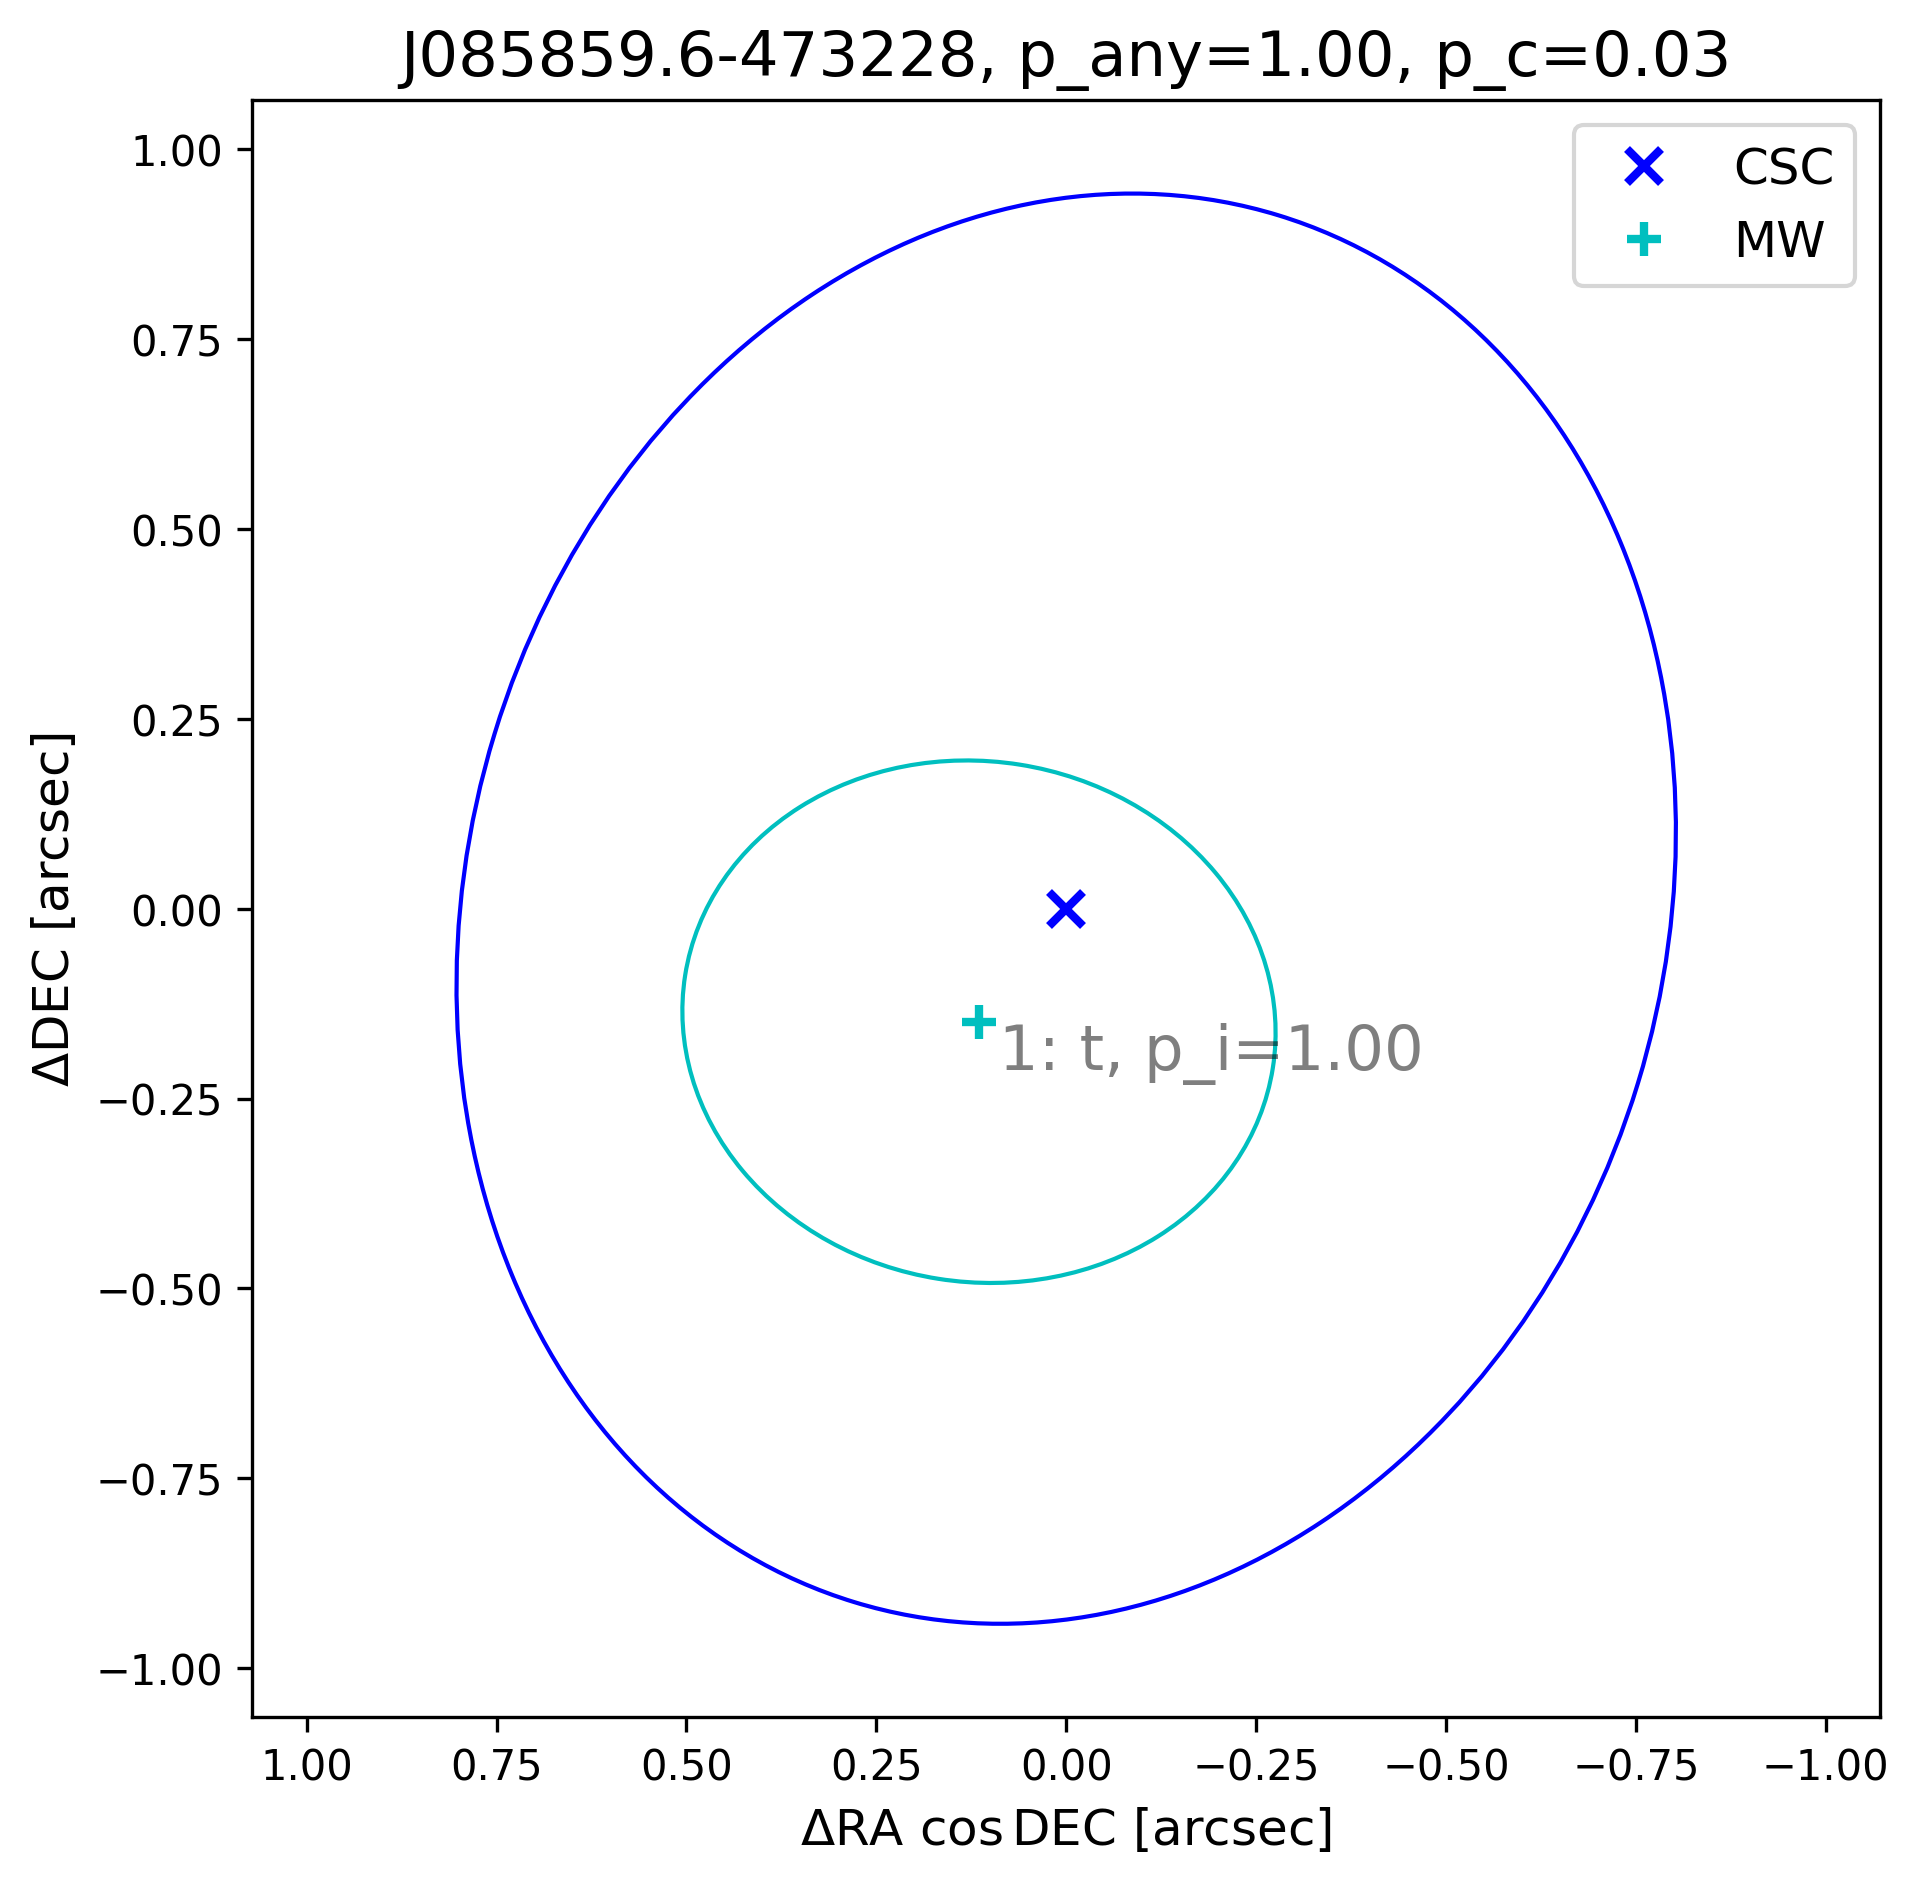 J085859.6-473228, p_any=1.00, p_c=0.03
CSC
MW
1.00
0.75
0.50
0.25
0.00
−0.25
−0.50
−0.75
−1.00
ΔDEC [arcsec]
1: t, p_i=1.00
1.00 0.75 0.50 0.25 0.00 −0.25 −0.50 −0.75 −1.00
ΔRA cos DEC [arcsec]